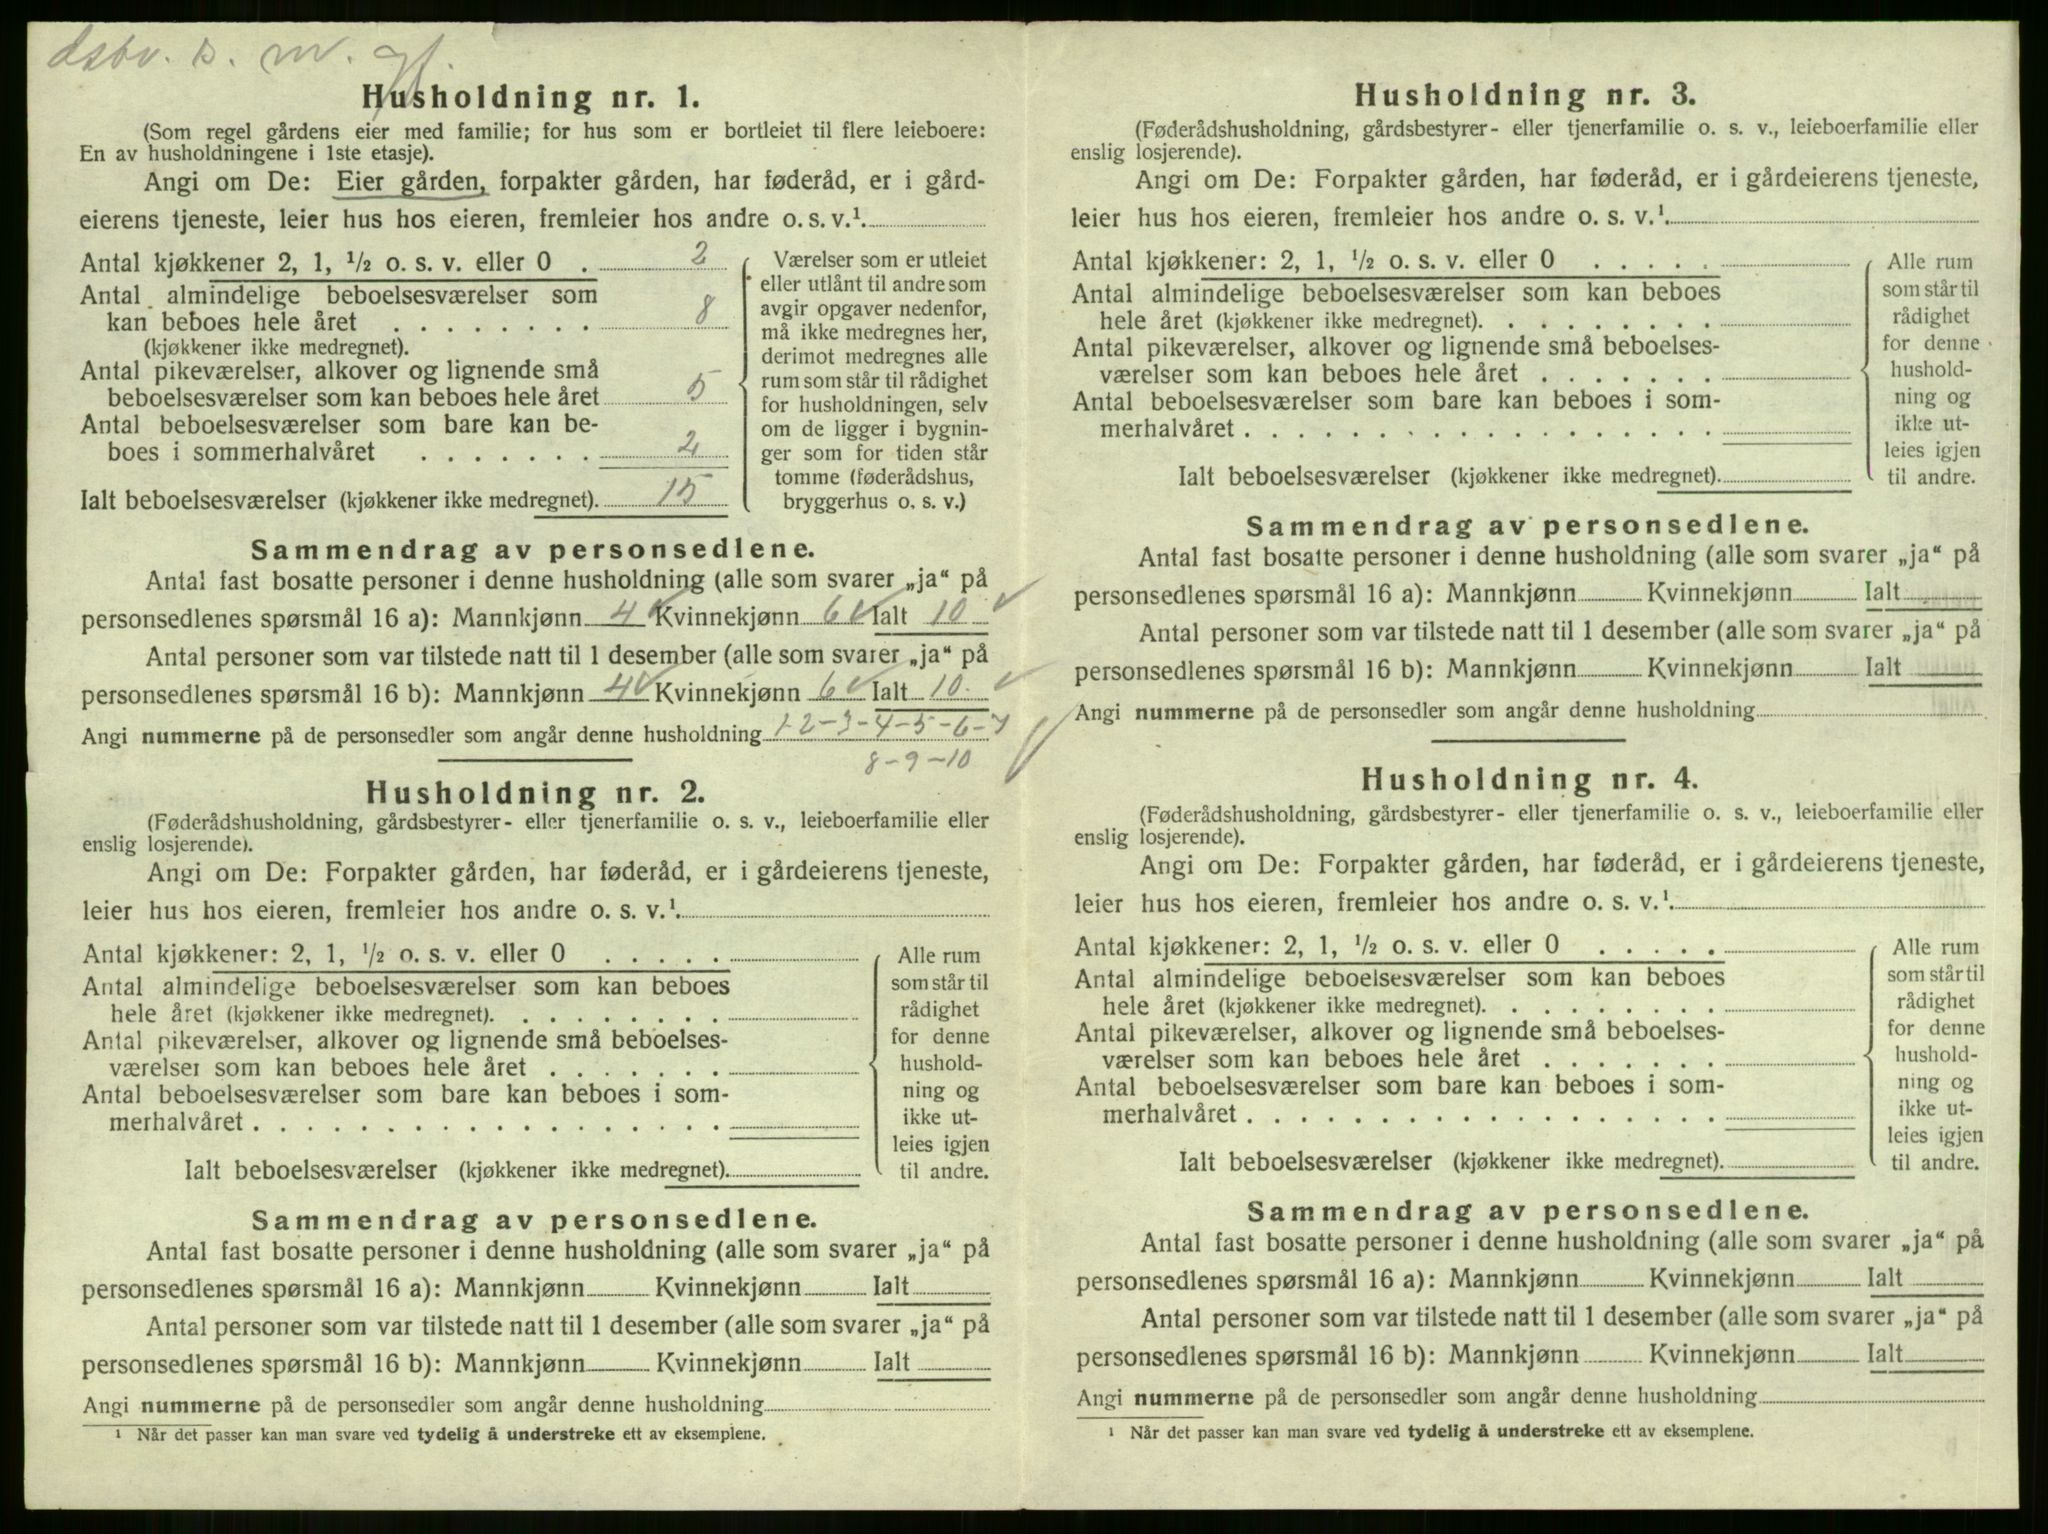 Husholdning nr. 1.
(Som regel gårdens eier med familie; for hus som er bortleiet til flere leieboere:
En av husholdningene i 1ste etasje).
Angi om De: Eier gården, forpakter gården, har føderåd, er i gård-
eierens tjeneste, leier hus hos eieren, fremleier hos andre o. s. v.¹.
Antal kjøkkener 2, 1, ½ o. s. v. eller 0 . 2
Antal almindelige beboelsesværelser som
kan beboes hele året . . . . . . . . 8
(kjøkkener ikke medregnet).
Antal pikeværelser, alkover og lignende små
beboelsesværelser som kan beboes hele året 5
Antal beboelsesværelser som bare kan be-
boes i sommerhalvåret . . . . . . . 2
Ialt beboelsesværelser (kjøkkener ikke medregnet). 15
Værelser som er utleiet
eller utlånt til andre som
avgir opgaver nedenfor,
må ikke medregnes her,
derimot medregnes alle
rum som står til rådighet
for husholdningen, selv
om de ligger i bygnin-
ger som for tiden står
tomme (føderådshus,
bryggerhus o. s. v.)
Sammendrag av personsedlene.
Antal fast bosatte personer i denne husholdning (alle som svarer „ja“ på
personsedlenes spørsmål 16 a): Mannkjønn 4 ✓ Kvinnekjønn 6 ✓ Ialt 10 ✓
Antal personer som var tilstede natt til 1 desember (alle som svarer „ja“ på
personsedlenes spørsmål 16 b): Mannkjønn 4 ✓ Kvinnekjønn 6 ✓ Ialt 10. ✓
Angi nummerne på de personsedler som angår denne husholdning 1-2-3-4-5-6-7
8-9-10
Husholdning nr. 2.
(Føderådshusholdning, gårdsbestyrer- eller tjenerfamilie o. s. v., leieboerfamilie eller
enslig losjerende).
Angi om De: Forpakter gården, har føderåd, er i gårdeierens tjeneste,
leier hus hos eieren, fremleier hos andre o. s. v.¹.
Antal kjøkkener: 2, 1, ½ o. s. v. eller 0 . . . . .
Antal almindelige beboelsesværelser som kan beboes
hele året (kjøkkener ikke medregnet). . . . . . . . .
Antal pikeværelser, alkover og lignende små beboelses-
værelser som kan beboes hele året . . . . . . .
Antal beboelsesværelser som bare kan beboes i som-
merhalvåret . . . . . . . . . . . . . . . . . .
Ialt beboelsesværelser (kjøkkener ikke medregnet).
Alle rum
som står til
rådighet
for denne
hushold-
ning og
ikke ut-
leies igjen
til andre.
Sammendrag av personsedlene.
Antal fast bosatte personer i denne husholdning (alle som svarer „ja“ på
personsedlenes spørsmål 16 a): Mannkjønn Kvinnekjønn Ialt
Antal personer som var tilstede natt til 1 desember (alle som svarer „ja“ på
personsedlenes spørsmål 16 b): Mannkjønn Kvinnekjønn Ialt
Angi nummerne på de personsedler som angår denne husholdning
¹ Når det passer kan man svare ved tydelig å understreke ett av eksemplene.
Husholdning nr. 3.
(Føderådshusholdning, gårdsbestyrer- eller tjenerfamilie o. s. v., leieboerfamilie eller
enslig losjerende).
Angi om De: Forpakter gården, har føderåd, er i gårdeierens tjeneste,
leier hus hos eieren, fremleier hos andre o. s. v.¹.
Antal kjøkkener: 2, 1, ½ o. s. v. eller 0 . . . . .
Antal almindelige beboelsesværelser som kan beboes
hele året (kjøkkener ikke medregnet). . . . . . . . .
Antal pikeværelser, alkover og lignende små beboelses-
værelser som kan beboes hele året . . . . . . .
Antal beboelsesværelser som bare kan beboes i som-
merhalvåret . . . . . . . . . . . . . . . . . .
Ialt beboelsesværelser (kjøkkener ikke medregnet).
Alle rum
som står til
rådighet
for denne
hushold-
ning og
ikke ut-
leies igjen
til andre.
Sammendrag av personsedlene.
Antal fast bosatte personer i denne husholdning (alle som svarer „ja“ på
personsedlenes spørsmål 16 a): Mannkjønn Kvinnekjønn Ialt
Antal personer som var tilstede natt til 1 desember (alle som svarer „ja“ på
personsedlenes spørsmål 16 b): Mannkjønn Kvinnekjønn Ialt
Angi nummerne på de personsedler som angår denne husholdning
Husholdning nr. 4.
(Føderådshusholdning, gårdsbestyrer- eller tjenerfamilie o. s. v., leieboerfamilie eller
enslig losjerende).
Angi om De: Forpakter gården, har føderåd, er i gårdeierens tjeneste,
leier hus hos eieren, fremleier hos andre o. s. v.¹.
Antal kjøkkener: 2, 1, ½ o. s. v. eller 0 . . . . .
Antal almindelige beboelsesværelser som kan beboes
hele året (kjøkkener ikke medregnet). . . . . . . . .
Antal pikeværelser, alkover og lignende små beboelses-
værelser som kan beboes hele året . . . . . . .
Antal beboelsesværelser som bare kan beboes i som-
merhalvåret . . . . . . . . . . . . . . . . . .
Ialt beboelsesværelser (kjøkkener ikke medregnet).
Alle rum
som står til
rådighet
for denne
hushold-
ning og
ikke ut-
leies igjen
til andre.
Sammendrag av personsedlene.
Antal fast bosatte personer i denne husholdning (alle som svarer „ja“ på
personsedlenes spørsmål 16 a): Mannkjønn Kvinnekjønn Ialt
Antal personer som var tilstede natt til 1 desember (alle som svarer „ja“ på
personsedlenes spørsmål 16 b): Mannkjønn Kvinnekjønn Ialt
Angi nummerne på de personsedler som angår denne husholdning
¹ Når det passer kan man svare ved tydelig å understreke ett av eksemplene.